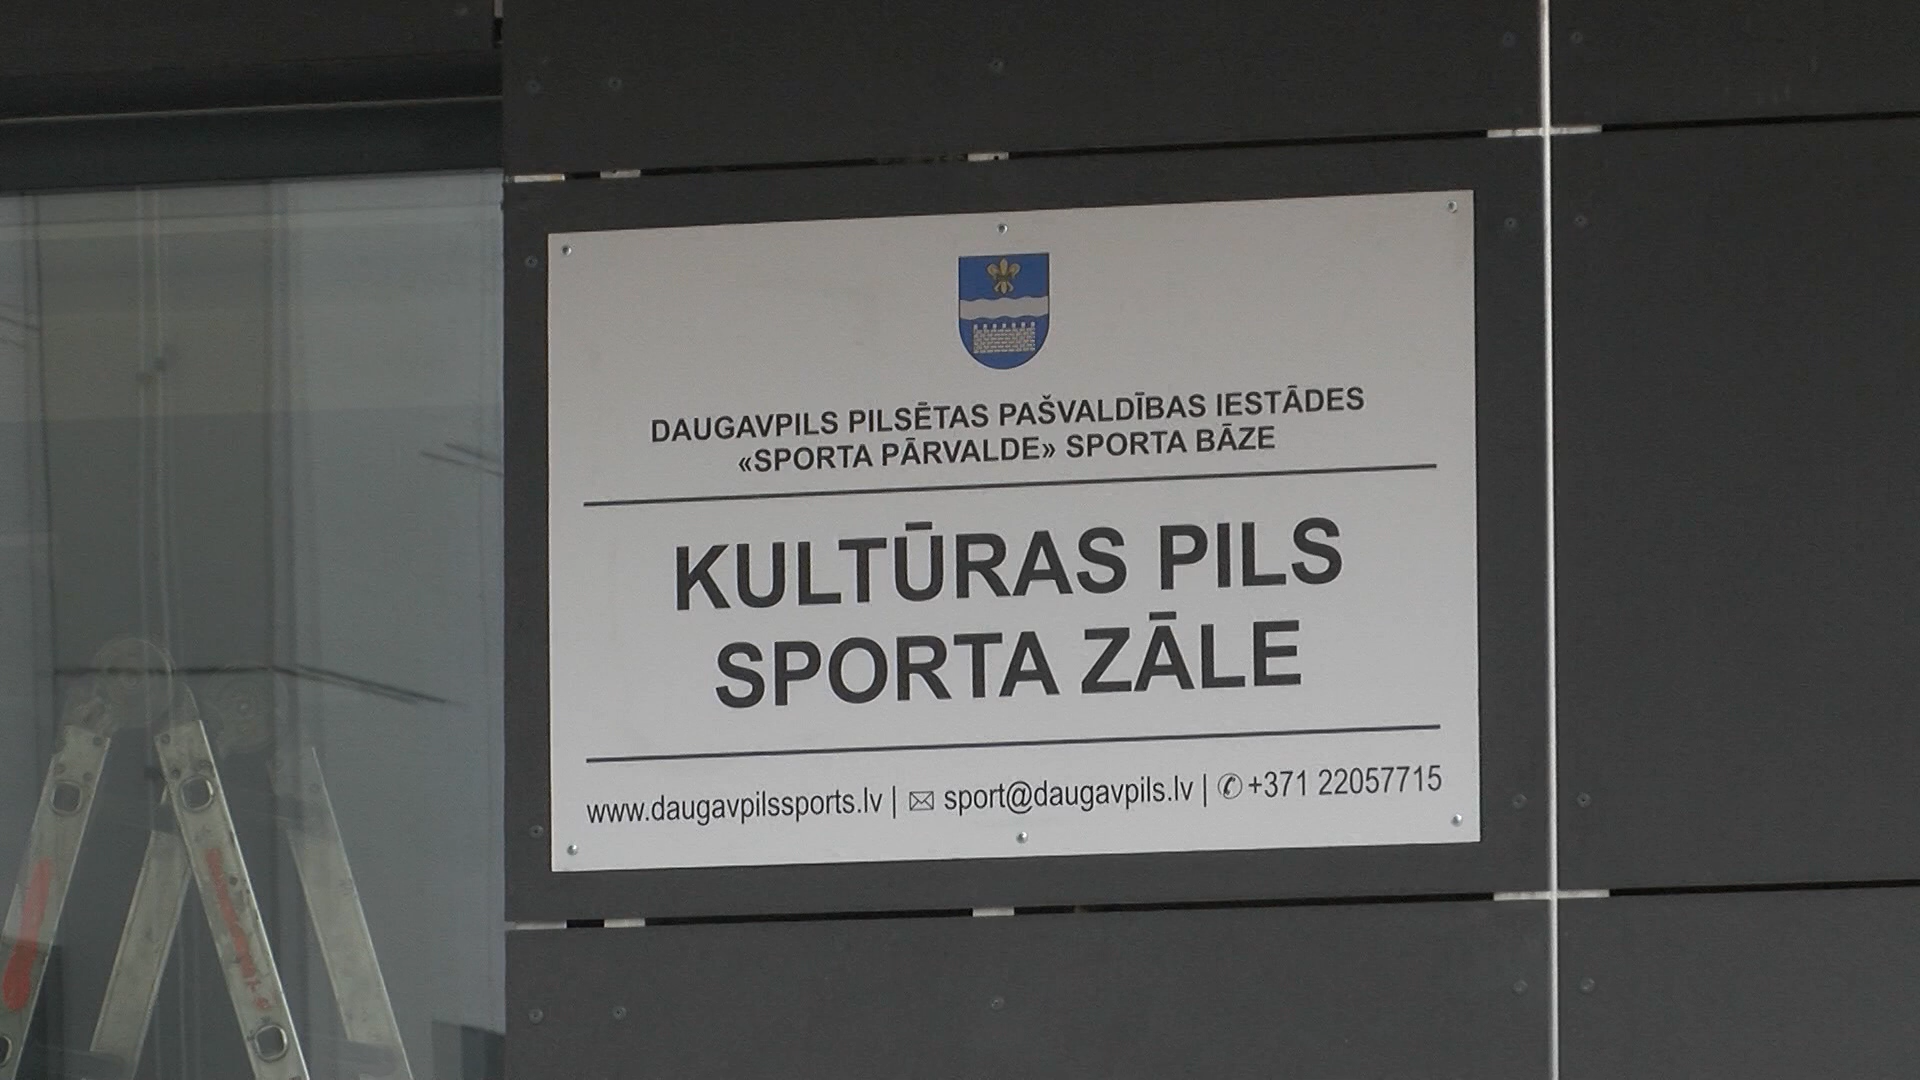 DAUGAVPILS PILSĒTAS PAŠVALDĪBAS IESTĀDES
«SPORTA PĀRVALDE» SPORTA BĀZE
KULTŪRAS PILS
SPORTA ZĀLE
www.daugavpilssports.lv | ✉ sport@daugavpils.lv | ✆ +371 22057715